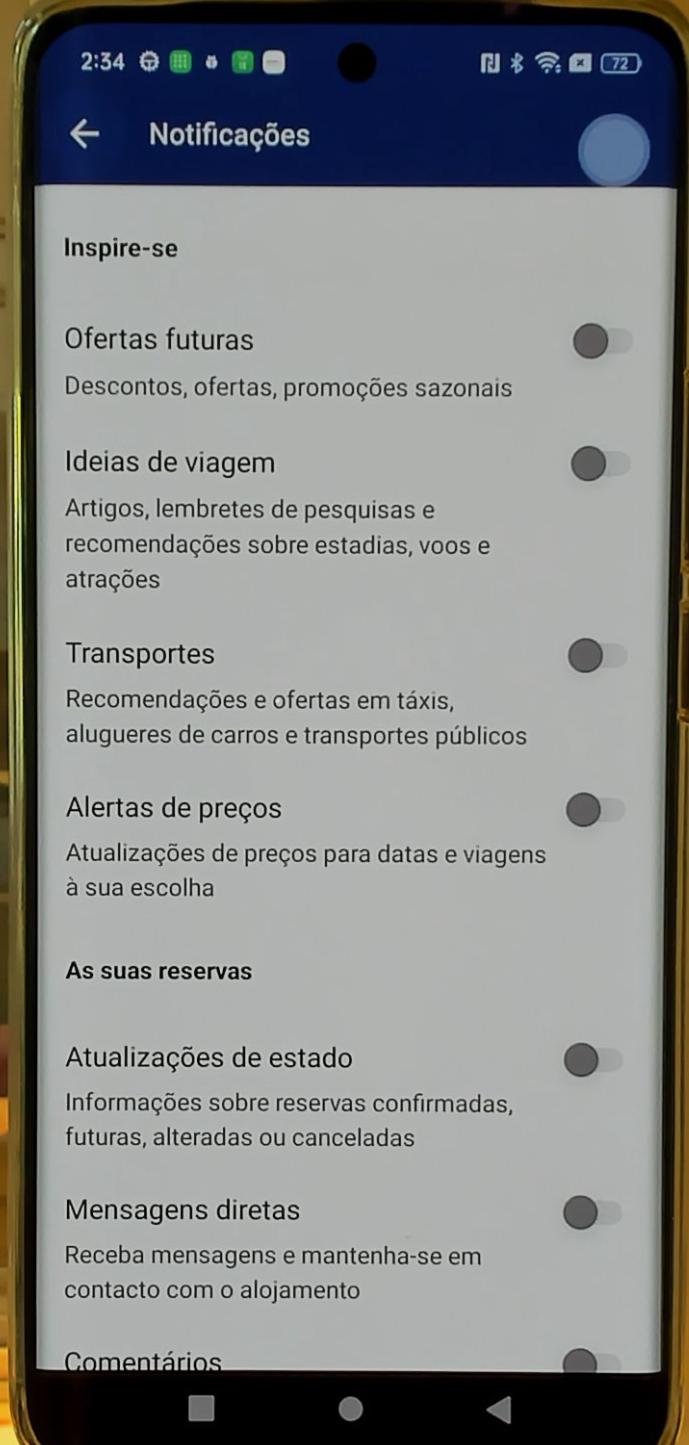 2:34
72
Notificações
Inspire-se
Ofertas futuras
Descontos, ofertas, promoções sazonais
Ideias de viagem
Artigos, lembretes de pesquisas e
recomendações sobre estadias, voos e
atrações
Transportes
Recomendações e ofertas em táxis,
alugueres de carros e transportes públicos
Alertas de preços
Atualizações de preços para datas e viagens
à sua escolha
As suas reservas
Atualizações de estado
Informações sobre reservas confirmadas,
futuras, alteradas ou canceladas
Mensagens diretas
Receba mensagens e mantenha-se em
contacto com o alojamento
Comentários